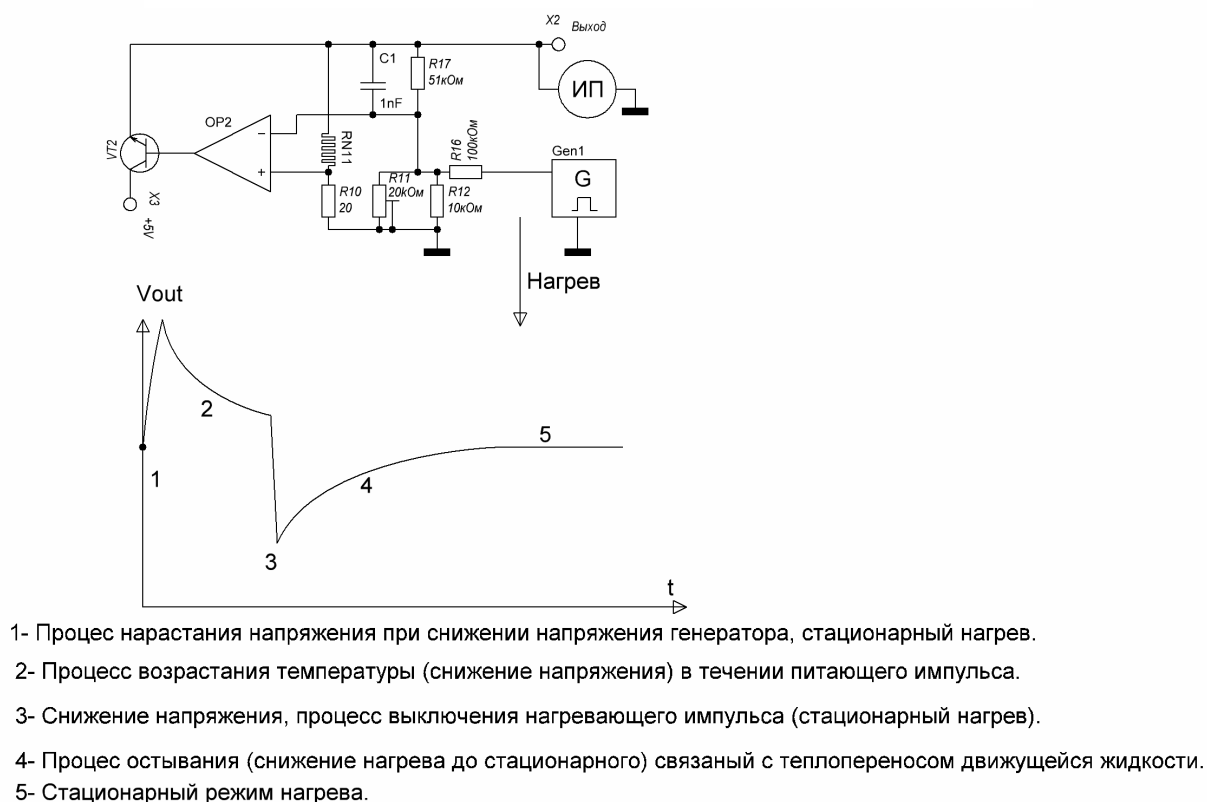 X2 Выход
C1
R17
51кОм
ИП
1nF
OP2
−
+
VT2
RN11
R16
100кОм
Gen1
G
R10
20
R11
20кОм
R12
10кОм
X3
+5V
Нагрев
Vout
1
2
3
4
5
t
1- Процес нарастания напряжения при снижении напряжения генератора, стационарный нагрев.
2- Процесс возрастания температуры (снижение напряжения) в течении питающего импульса.
3- Снижение напряжения, процесс выключения нагревающего импульса (стационарный нагрев).
4- Процес остывания (снижение нагрева до стационарного) связаный с теплопереносом движущейся жидкости.
5- Стационарный режим нагрева.